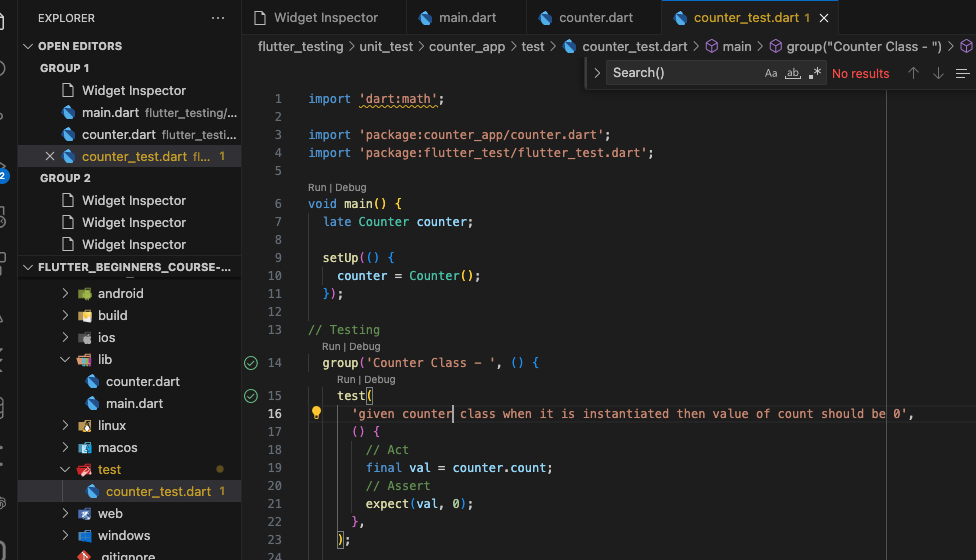 EXPLORER ...
OPEN EDITORS
GROUP 1
Widget Inspector
main.dart flutter_testing/...
counter.dart flutter_testi...
counter_test.dart fl... 1
GROUP 2
Widget Inspector
Widget Inspector
Widget Inspector
FLUTTER_BEGINNERS_COURSE-...
android
build
ios
lib
counter.dart
main.dart
linux
macos
test
counter_test.dart 1
web
windows
.gitignore
2
Widget Inspector main.dart counter.dart counter_test.dart 1
flutter_testing > unit_test > counter_app > test > counter_test.dart > main > group("Counter Class - ") >
Search() Aa ab .* No results
1 import 'dart:math';
2
3 import 'package:counter_app/counter.dart';
4 import 'package:flutter_test/flutter_test.dart';
5
Run | Debug
6 void main() {
7 late Counter counter;
8
9 setUp(() {
10 counter = Counter();
11 });
12
13 // Testing
Run | Debug
14 group('Counter Class - ', () {
Run | Debug
15 test(
16 'given counter class when it is instantiated then value of count should be 0',
17 () {
18 // Act
19 final val = counter.count;
20 // Assert
21 expect(val, 0);
22 },
23 );
24